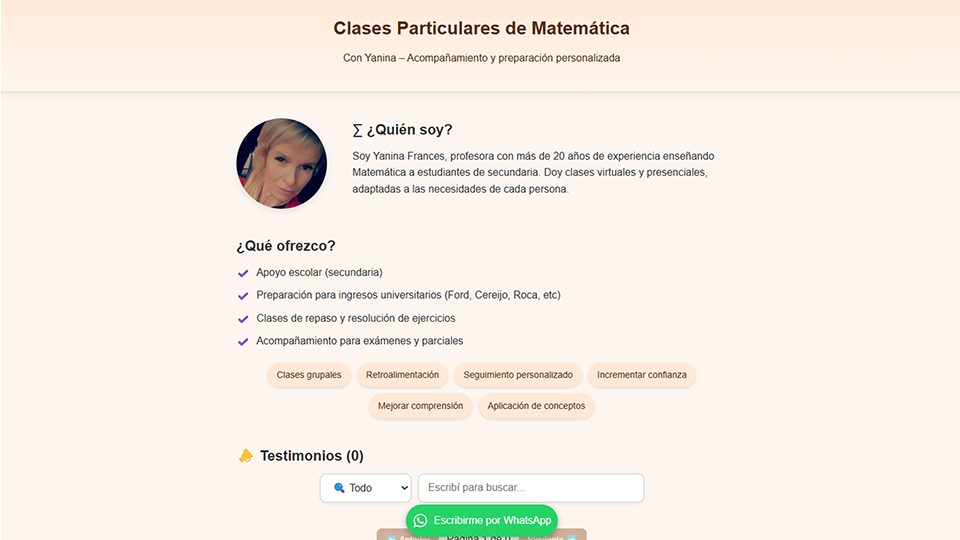 Clases Particulares de Matemática
Con Yanina – Acompañamiento y preparación personalizada
∑ ¿Quién soy?
Soy Yanina Frances, profesora con más de 20 años de experiencia enseñando
Matemática a estudiantes de secundaria. Doy clases virtuales y presenciales,
adaptadas a las necesidades de cada persona.
¿Qué ofrezco?
Apoyo escolar (secundaria)
Preparación para ingresos universitarios (Ford, Cereijo, Roca, etc)
Clases de repaso y resolución de ejercicios
Acompañamiento para exámenes y parciales
Clases grupales
Retroalimentación
Seguimiento personalizado
Incrementar confianza
Mejorar comprensión
Aplicación de conceptos
Testimonios (0)
Todo
Escribí para buscar...
Escribirme por WhatsApp
Página 1 de 0